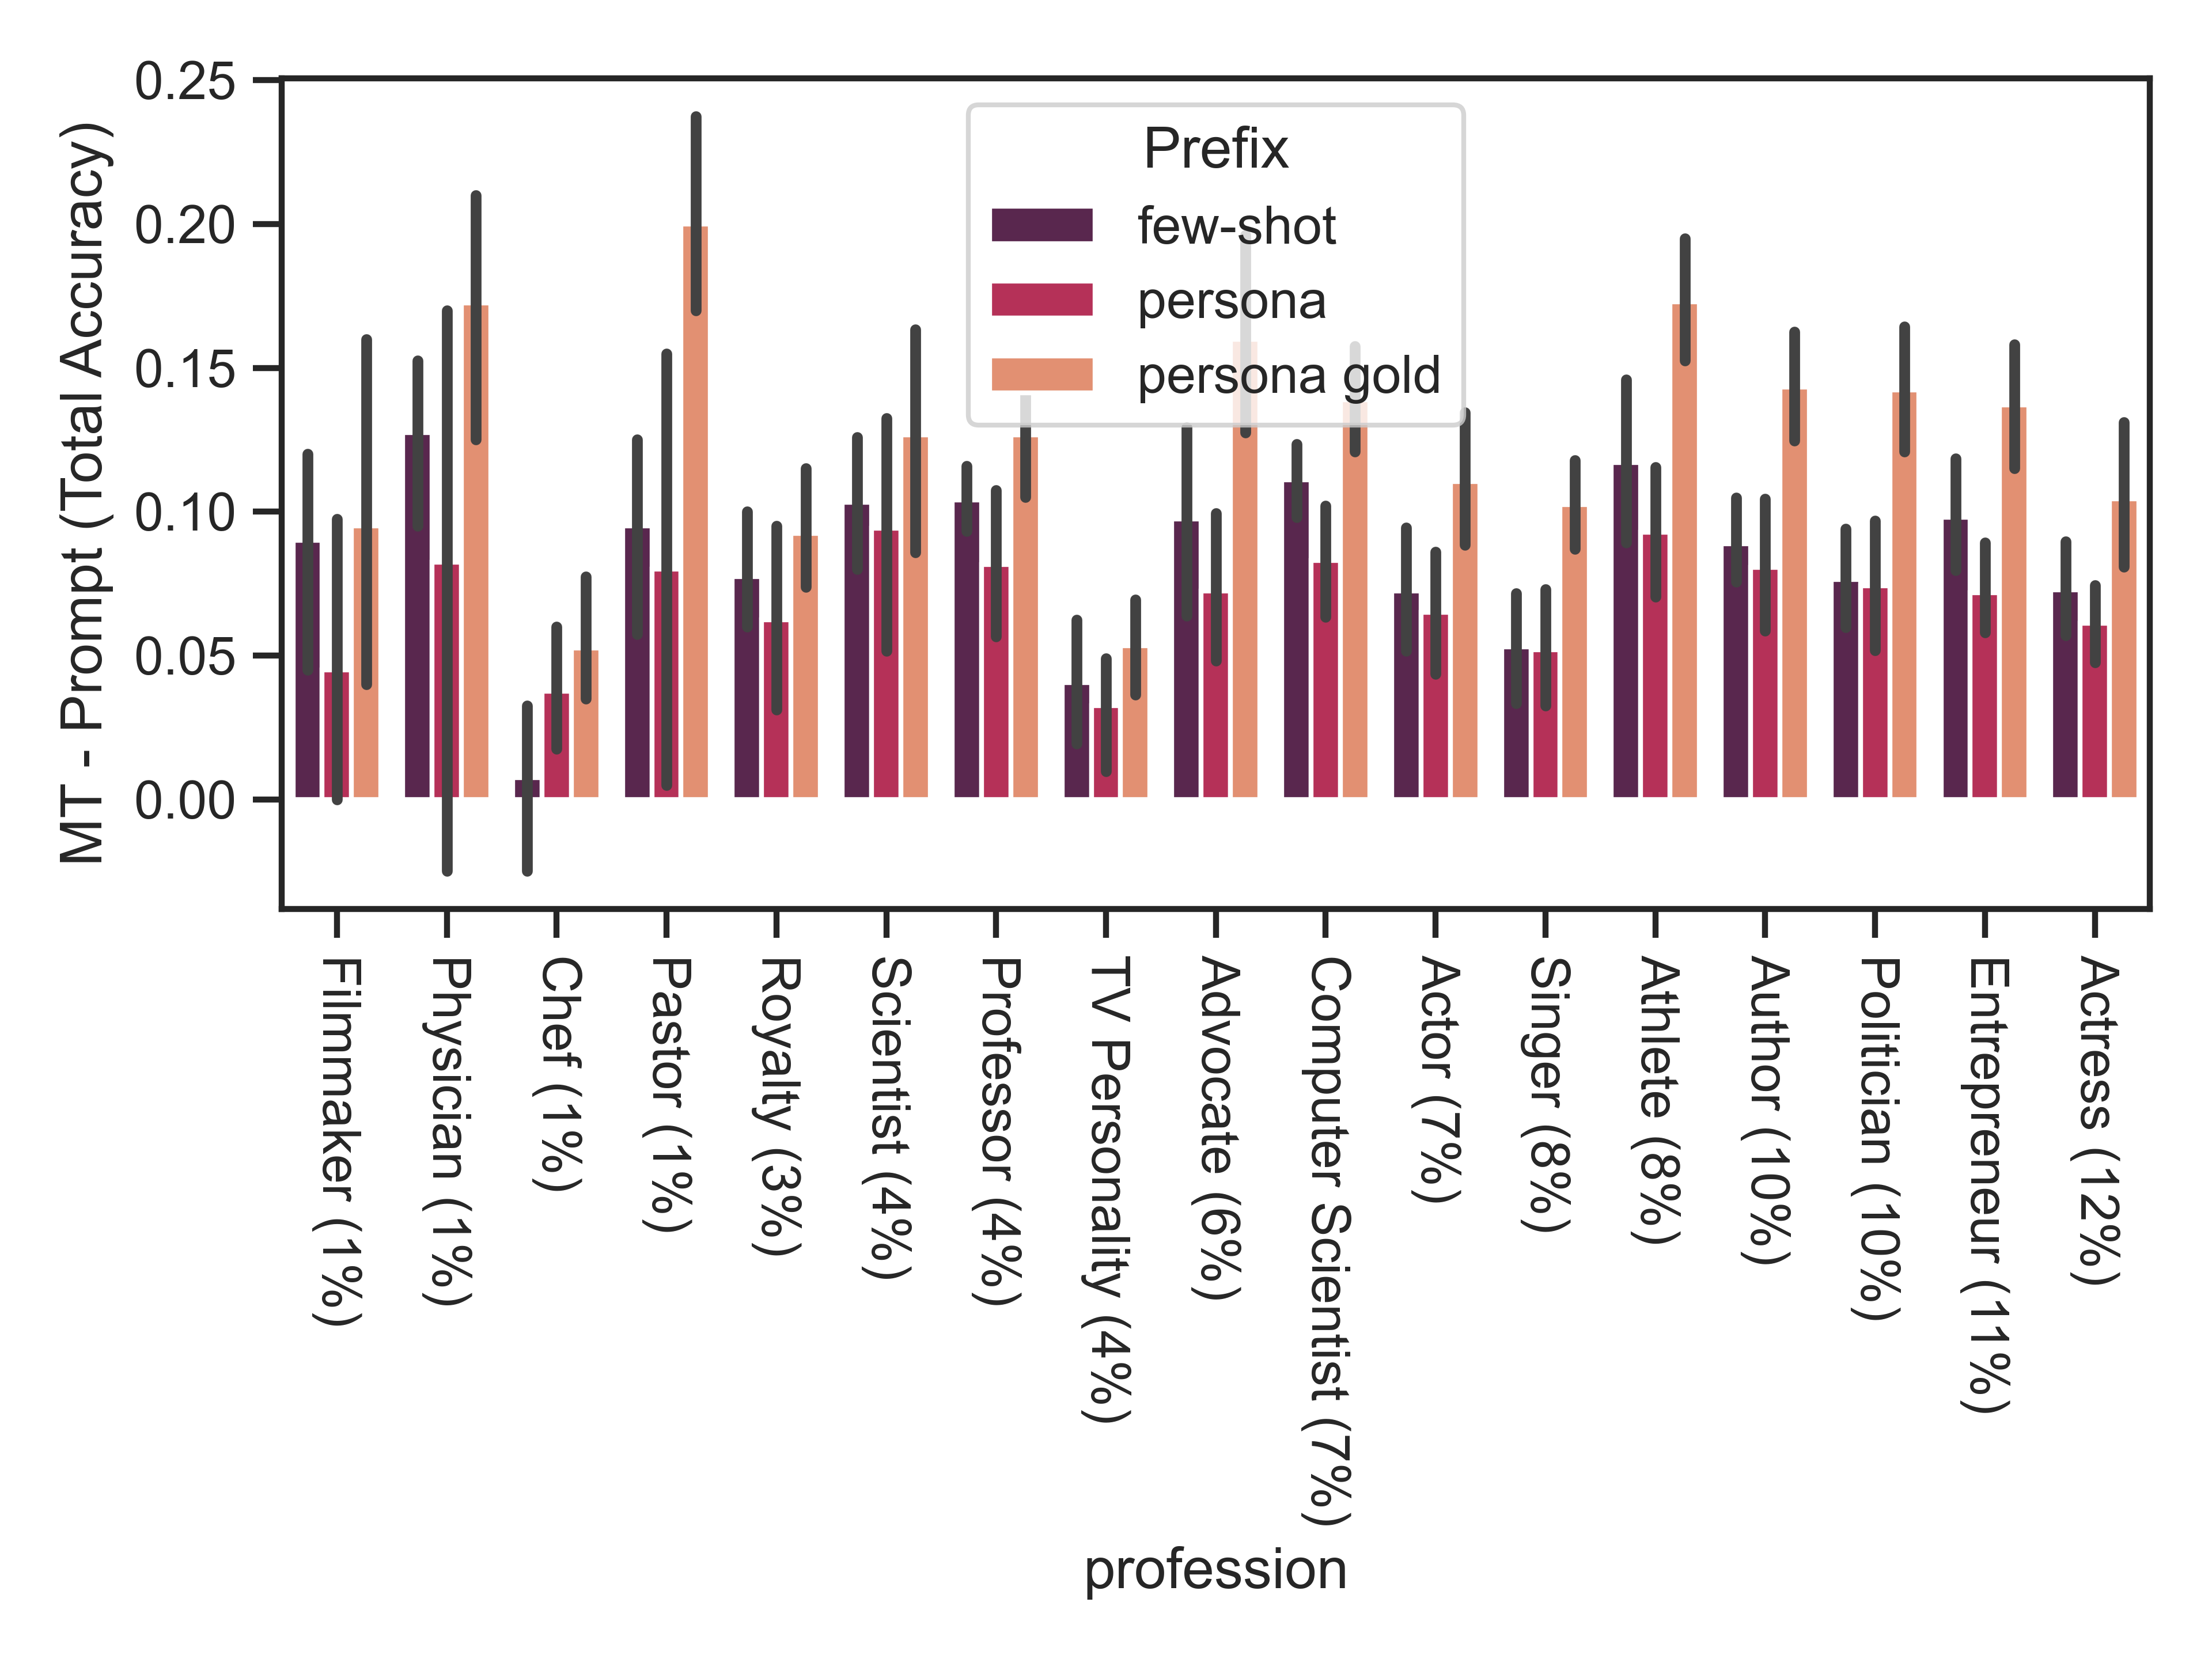 MT - Prompt (Total Accuracy)
0.25
0.20
0.15
0.10
0.05
0.00
Prefix
few-shot
persona
persona gold
Filmmaker (1%)
Physician (1%)
Chef (1%)
Pastor (1%)
Royalty (3%)
Scientist (4%)
Professor (4%)
TV Personality (4%)
Advocate (6%)
Computer Scientist (7%)
Actor (7%)
Singer (8%)
Athlete (8%)
Author (10%)
Politician (10%)
Entrepreneur (11%)
Actress (12%)
profession